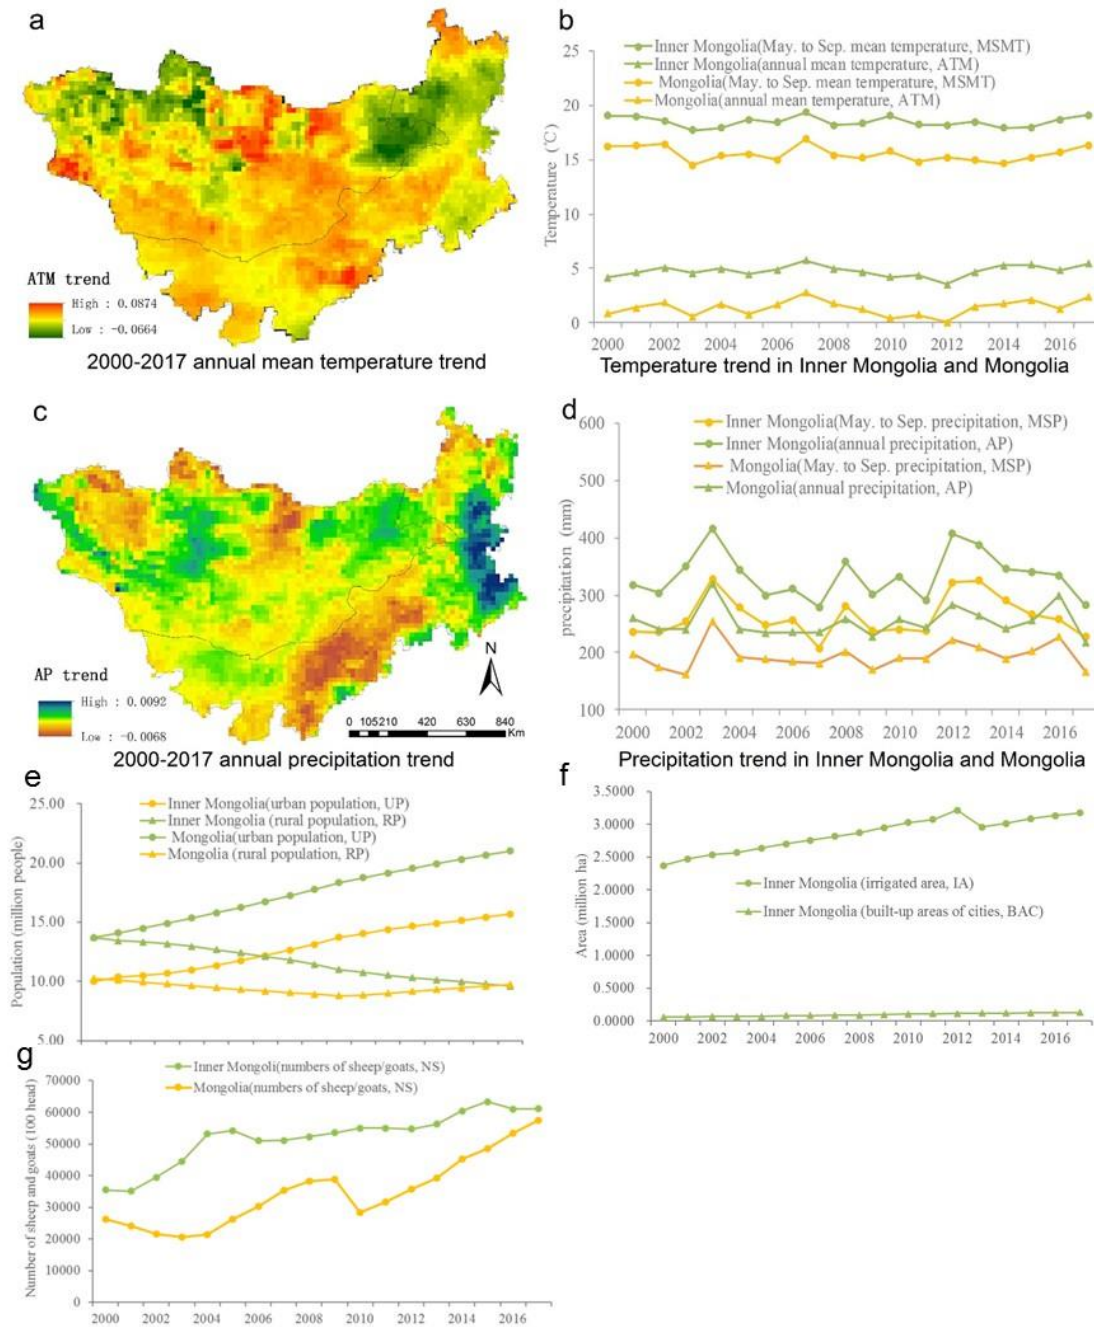 a
ATM trend
High : 0.0874
Low : -0.0664
2000-2017 annual mean temperature trend
b
25
20
15
10
5
0
Temperature (℃)
Inner Mongolia(May. to Sep. mean temperature, MSMT)
Inner Mongolia(annual mean temperature, ATM)
Mongolia(May. to Sep. mean temperature, MSMT)
Mongolia(annual mean temperature, ATM)
2000 2002 2004 2006 2008 2010 2012 2014 2016
Temperature trend in Inner Mongolia and Mongolia
c
AP trend
High : 0.0092
Low : -0.0068
N
0 105210 420 630 840
Km
2000-2017 annual precipitation trend
d
600
500
400
300
200
100
precipitation (mm)
Inner Mongolia(May. to Sep. precipitation, MSP)
Inner Mongolia(annual precipitation, AP)
Mongolia(May. to Sep. precipitation, MSP)
Mongolia(annual precipitation, AP)
2000 2002 2004 2006 2008 2010 2012 2014 2016
Precipitation trend in Inner Mongolia and Mongolia
e
25.00
20.00
15.00
10.00
5.00
Population (million people)
Inner Mongolia(urban population, UP)
Inner Mongolia (rural population, RP)
Mongolia(urban population, UP)
Mongolia (rural population, RP)
f
3.5000
3.0000
2.5000
2.0000
1.5000
1.0000
0.5000
0.0000
Area (million ha)
Inner Mongolia (irrigated area, IA)
Inner Mongolia (built-up areas of cities, BAC)
2000 2002 2004 2006 2008 2010 2012 2014 2016
g
70000
60000
50000
40000
30000
20000
10000
0
Number of sheep and goats (100 head)
Inner Mongoli(numbers of sheep/goats, NS)
Mongolia(numbers of sheep/goats, NS)
2000 2002 2004 2006 2008 2010 2012 2014 2016